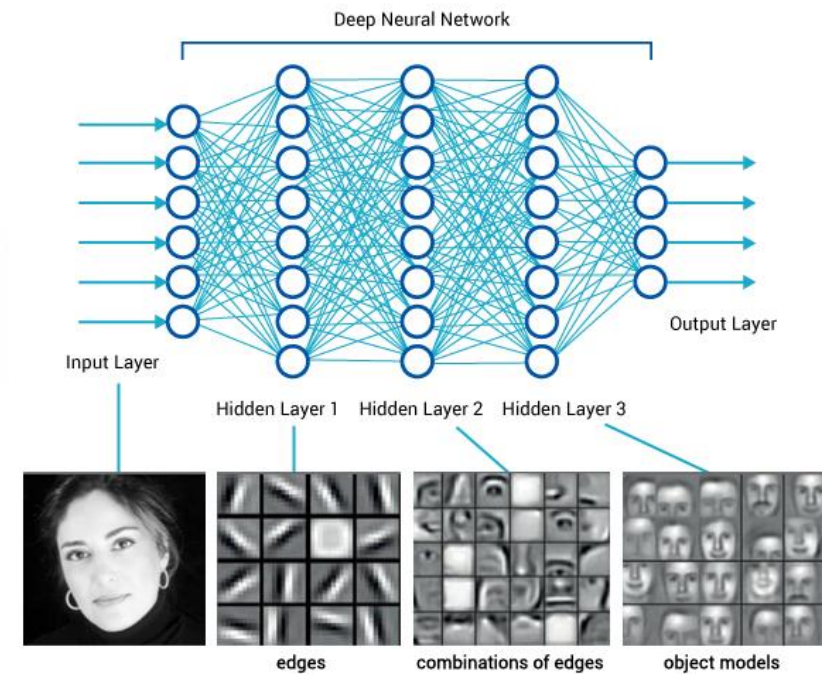 Deep Neural Network
Input Layer
Output Layer
Hidden Layer 1
Hidden Layer 2
Hidden Layer 3
edges
combinations of edges
object models